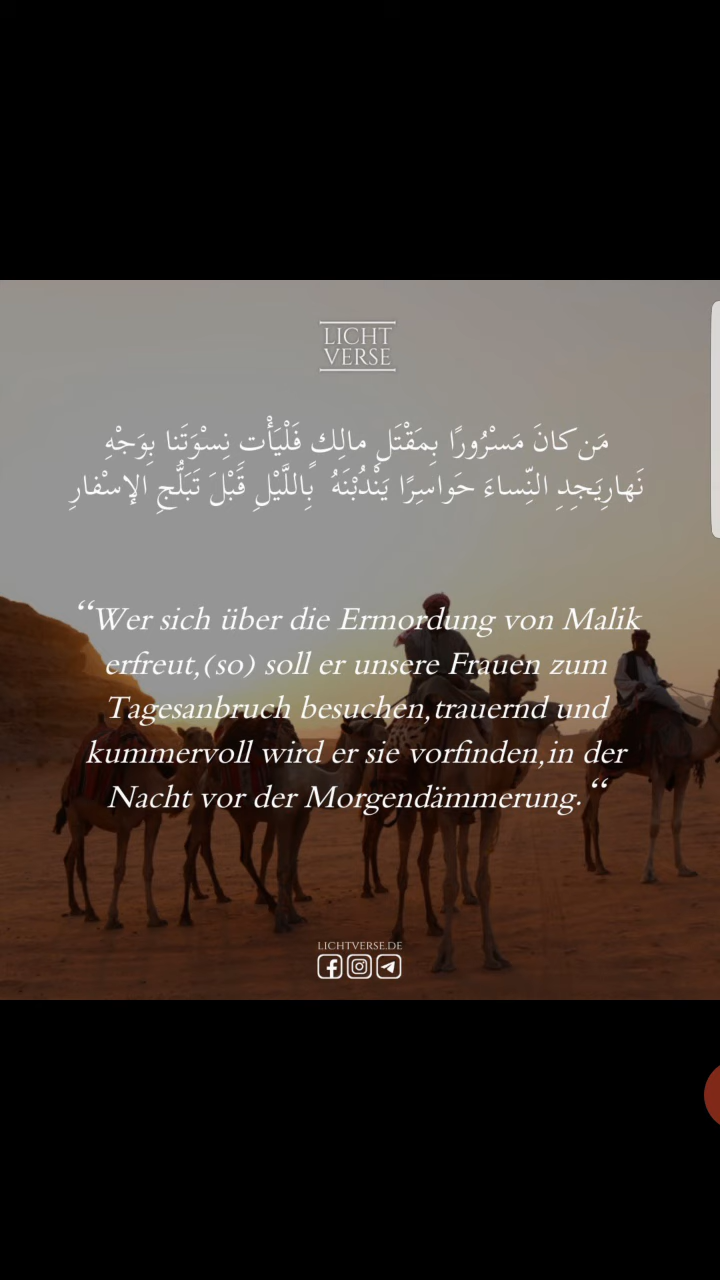 LICHT
VERSE
مَن كانَ مَسْرُورًا بِمَقْتَلِ مالِكٍ فَلْيَأْت نِسْوَتَنا بِوَجْهِ
نَهارِيَجِدِ النِّساءَ حَواسِرًا يَنْدُبْنَهُ بِاللَّيْلِ قَبْلَ تَبَلُّجِ الإسْفارِ
“Wer sich über die Ermordung von Malik
erfreut,(so) soll er unsere Frauen zum
Tagesanbruch besuchen,trauernd und
kummervoll wird er sie vorfinden,in der
Nacht vor der Morgendämmerung.“
LICHTVERSE.DE